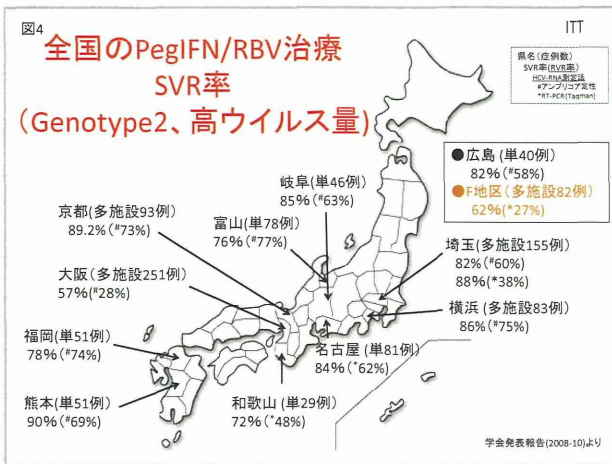 図4
ITT
全国のPegIFN/RBV治療
SVR率
(Genotype2、高ウイルス量)
県名(症例数)
SVR率(RVR率)
HCV-RNA測定法
#アンプリコア定性
*RT-PCR(Taqman)
●広島 (単40例)
82% (#58%)
●F地区 (多施設82例)
62% (*27%)
岐阜(単46例)
85% (#63%)
京都(多施設93例)
89.2% (#73%)
富山(単78例)
76% (#77%)
埼玉(多施設155例)
82% (#60%)
88% (*38%)
大阪(多施設251例)
57%(#28%)
横浜 (多施設83例)
86% (#75%)
福岡(単51例)
78% (#74%)
名古屋 (単81例)
84% (*62%)
熊本(単51例)
90% (#69%)
和歌山 (単29例)
72% (*48%)
学会発表報告(2008-10)より